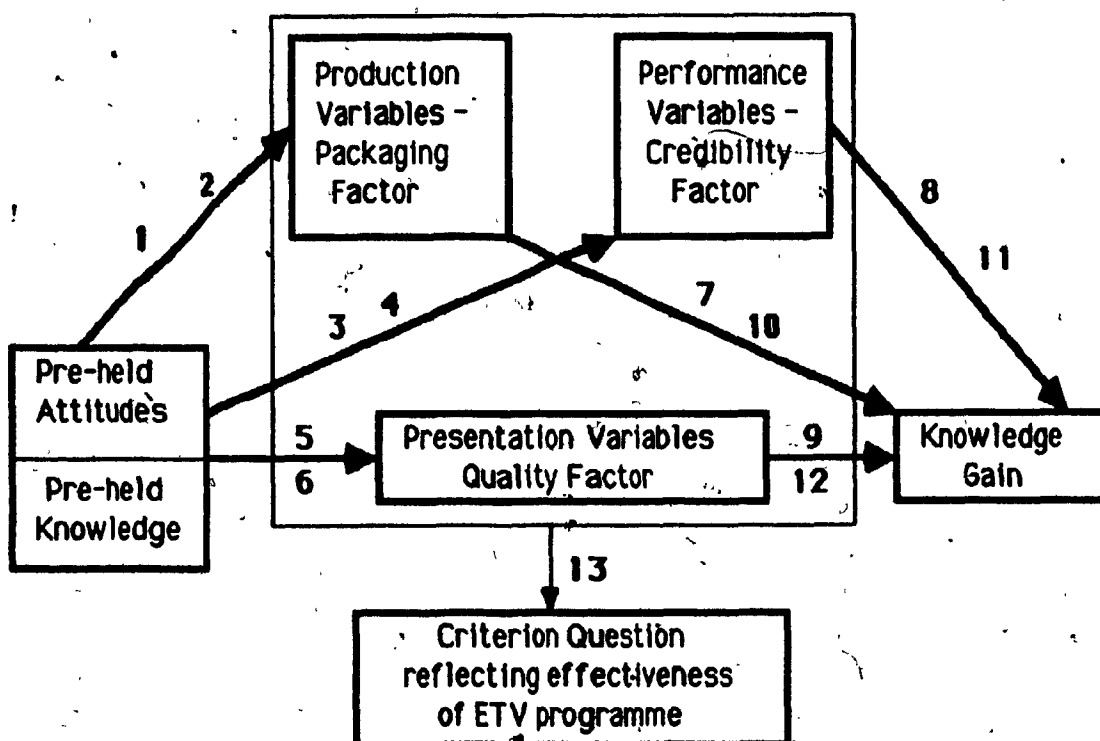 Production
Variables -
Packaging
Factor
Performance
Variables -
Credibility
Factor
2
1
8
11
4
3
7
10
Pre-held
Attitudes
Pre-held
Knowledge
5
6
Presentation Variables
Quality Factor
9
12
Knowledge
Gain
13
Criterion Question
reflecting effectiveness
of ETV programme